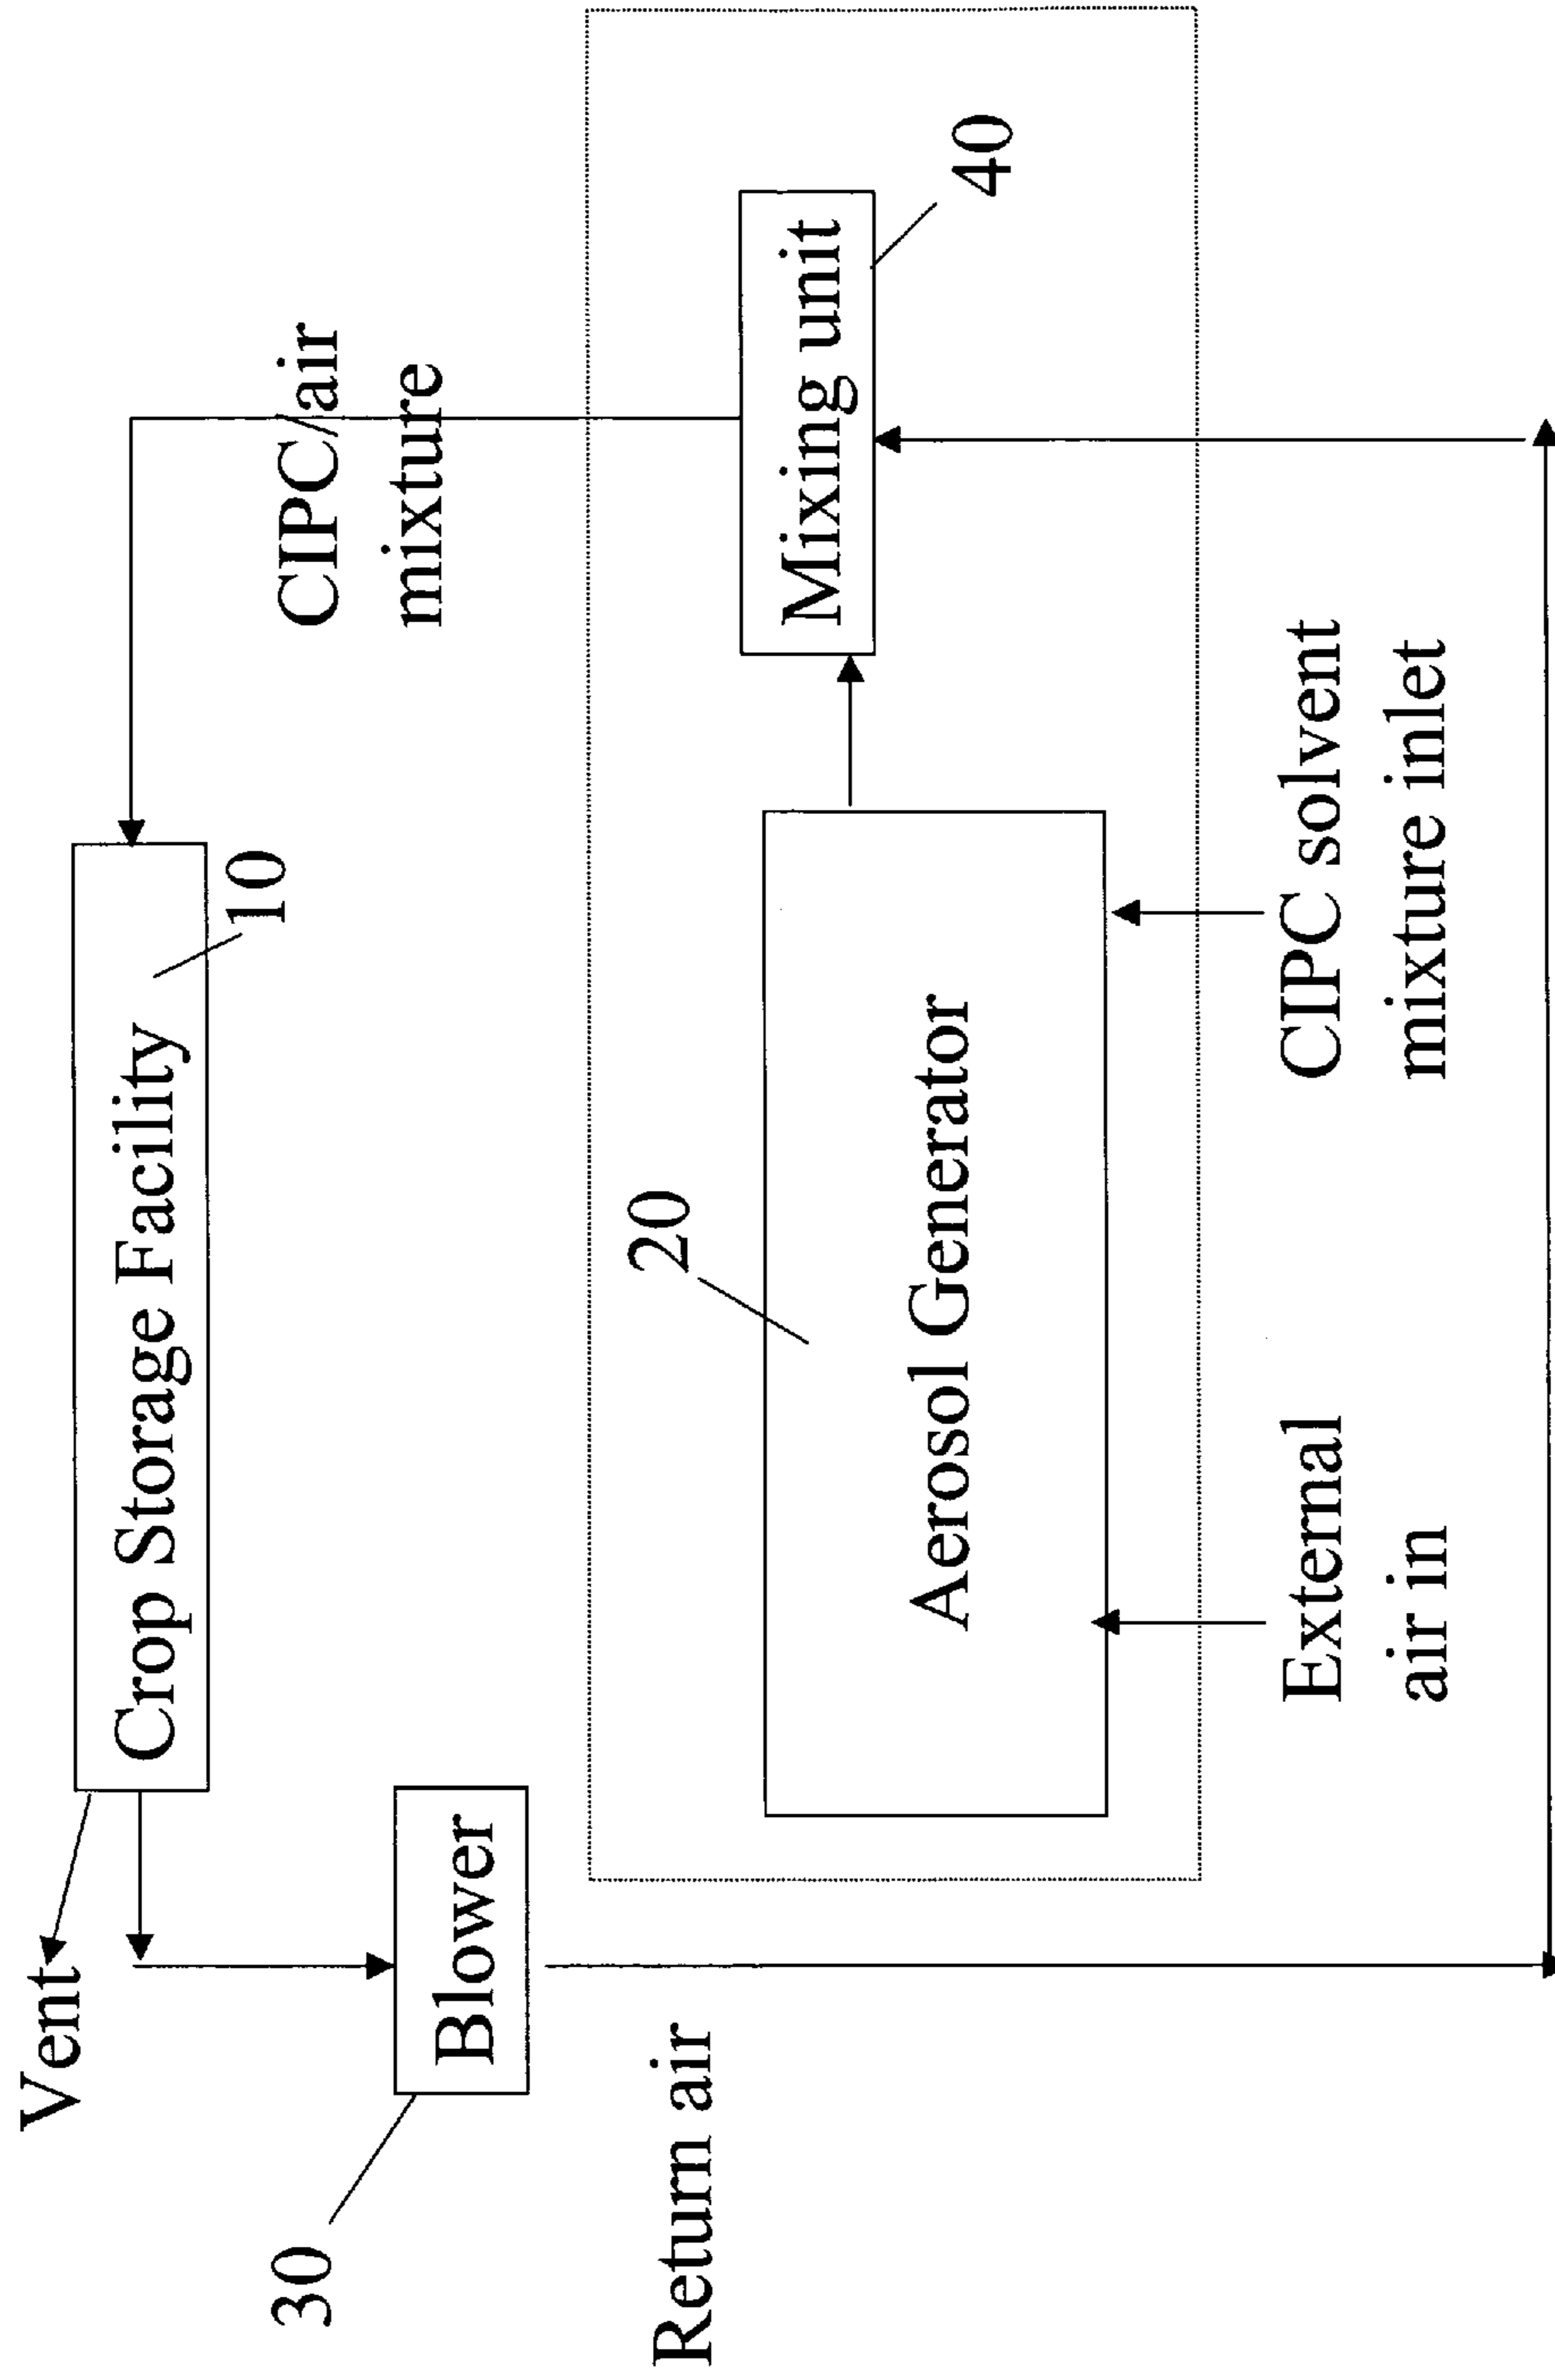 Vent
Crop Storage Facility
10
30
Blower
CIPC/air
mixture
Return air
20
Aerosol Generator
Mixing unit
40
External
air in
CIPC solvent
mixture inlet